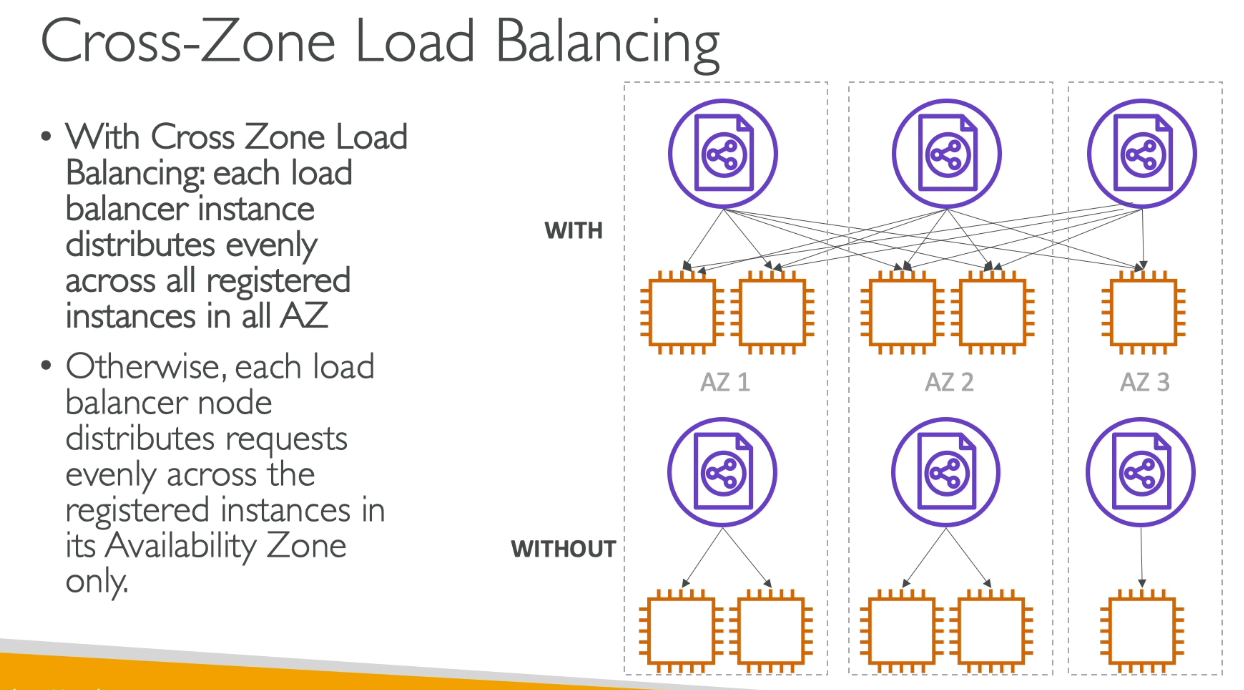 Cross-Zone Load Balancing
• With Cross Zone Load
Balancing: each load
balancer instance
distributes evenly
across all registered
instances in all AZ
• Otherwise, each load
balancer node
distributes requests
evenly across the
registered instances in
its Availability Zone
only.
WITH
AZ 1
AZ 2
AZ 3
WITHOUT